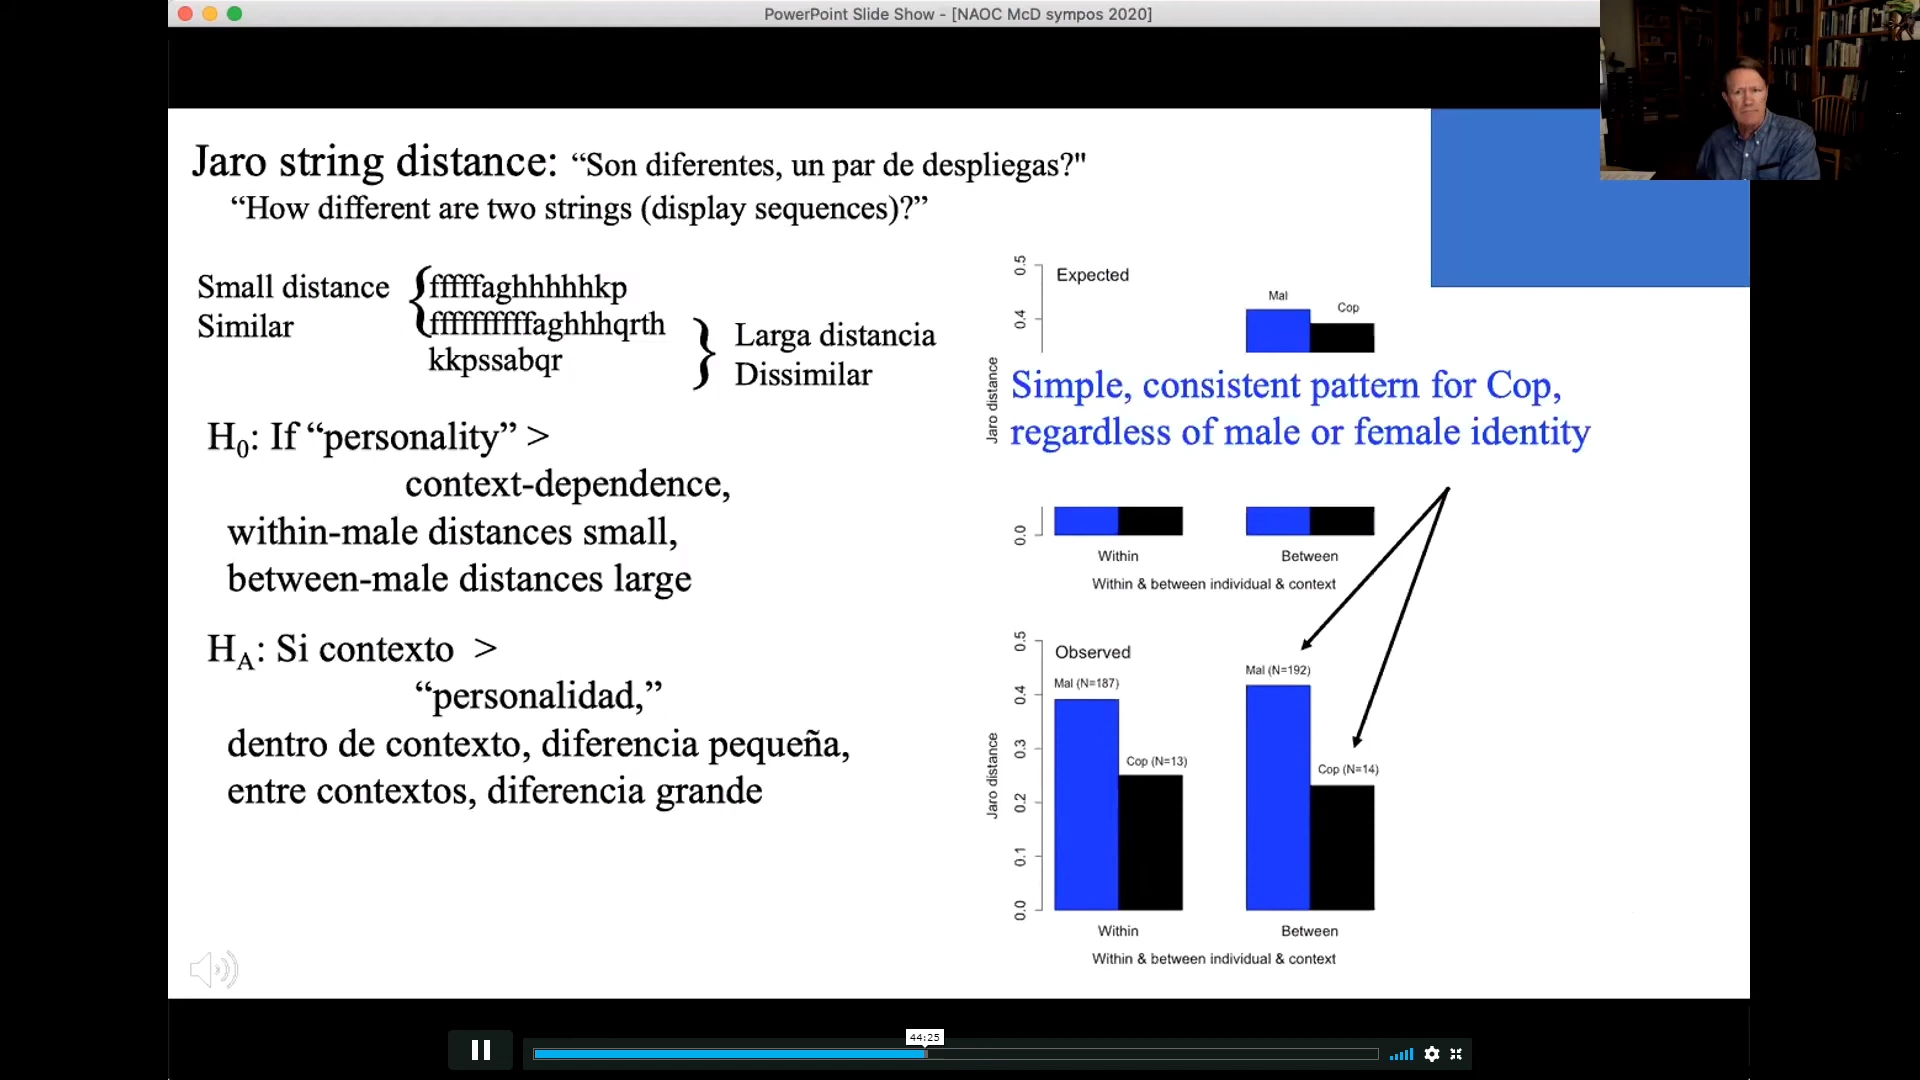 PowerPoint Slide Show - [NAOC McD sympos 2020]
Jaro string distance: “Son diferentes, un par de despliegas?"
“How different are two strings (display sequences)?”
Small distance
Similar
fffffaghhhhhhkp
ffffffffffffaghhhqrth
kkpssabqr
Larga distancia
Dissimilar
H0: If “personality” >
context-dependence,
within-male distances small,
between-male distances large
HA: Si contexto >
“personalidad,”
dentro de contexto, diferencia pequeña,
entre contextos, diferencia grande
Expected
0.5
0.4
0.0
Jaro distance
Mal
Cop
Simple, consistent pattern for Cop,
regardless of male or female identity
Within
Between
Within & between individual & context
Observed
0.5
0.4
0.3
0.2
0.1
0.0
Jaro distance
Mal (N=187)
Cop (N=13)
Mal (N=192)
Cop (N=14)
Within
Between
Within & between individual & context
44:25